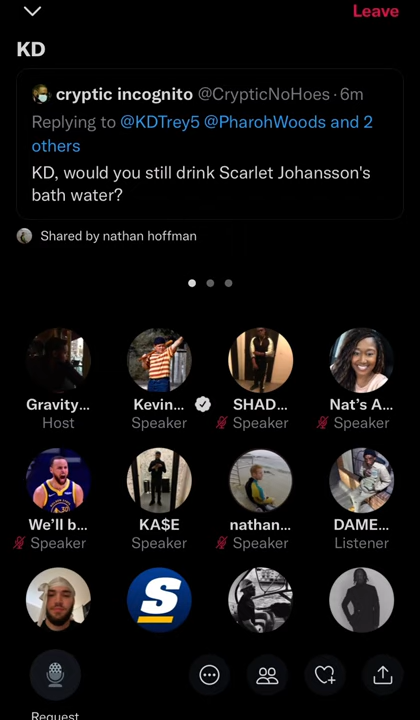 Leave
KD
cryptic incognito @CrypticNoHoes · 6m
Replying to @KDTrey5 @PharohWoods and 2
others
KD, would you still drink Scarlet Johansson's
bath water?
Shared by nathan hoffman
Gravity... Kevin... SHAD... Nat's A...
Host Speaker Speaker Speaker
We'll b... KA$E nathan... DAME...
Speaker Speaker Speaker Listener
S
Request